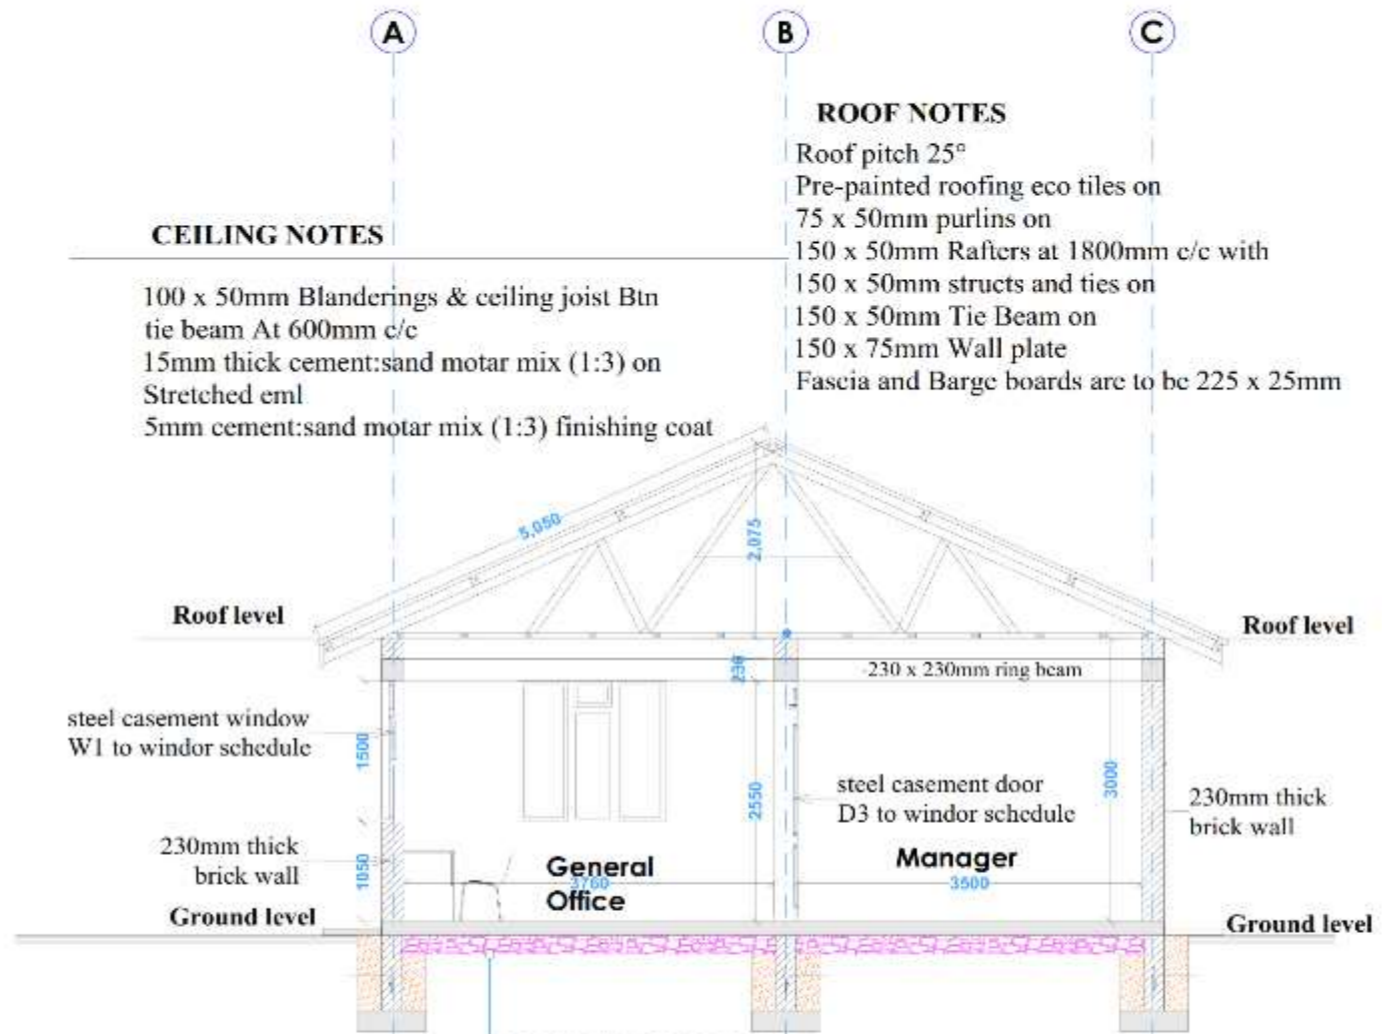 A
B
C
ROOF NOTES
Roof pitch 25°
Pre-painted roofing eco tiles on
75 x 50mm purlins on
150 x 50mm Rafters at 1800mm c/c with
150 x 50mm structs and ties on
150 x 50mm Tie Beam on
150 x 75mm Wall plate
Fascia and Barge boards are to be 225 x 25mm
CEILING NOTES
100 x 50mm Blanderings & ceiling joist Btn
tie beam At 600mm c/c
15mm thick cement:sand motar mix (1:3) on
Stretched eml
5mm cement:sand motar mix (1:3) finishing coat
5,050
2,075
Roof level
Roof level
230
230 x 230mm ring beam
steel casement window
W1 to windor schedule
1500
2550
3000
steel casement door
D3 to windor schedule
230mm thick
brick wall
230mm thick
brick wall
1050
General
Office
3760
Manager
3500
Ground level
Ground level